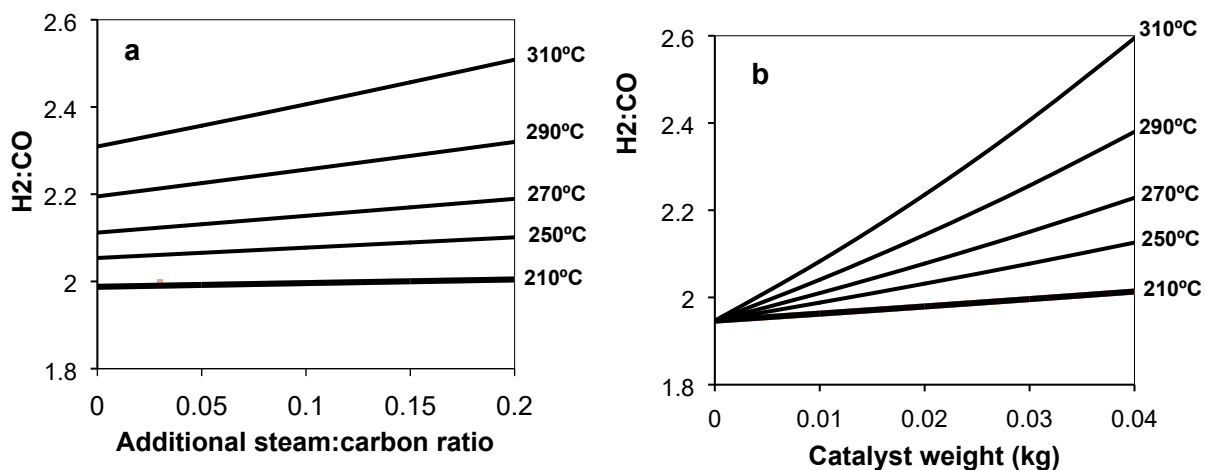 a
H2:CO
2.6
2.4
2.2
2
1.8
310ºC
290ºC
270ºC
250ºC
210ºC
0 0.05 0.1 0.15 0.2
Additional steam:carbon ratio
b
H2:CO
2.6
2.4
2.2
2
1.8
310ºC
290ºC
270ºC
250ºC
210ºC
0 0.01 0.02 0.03 0.04
Catalyst weight (kg)